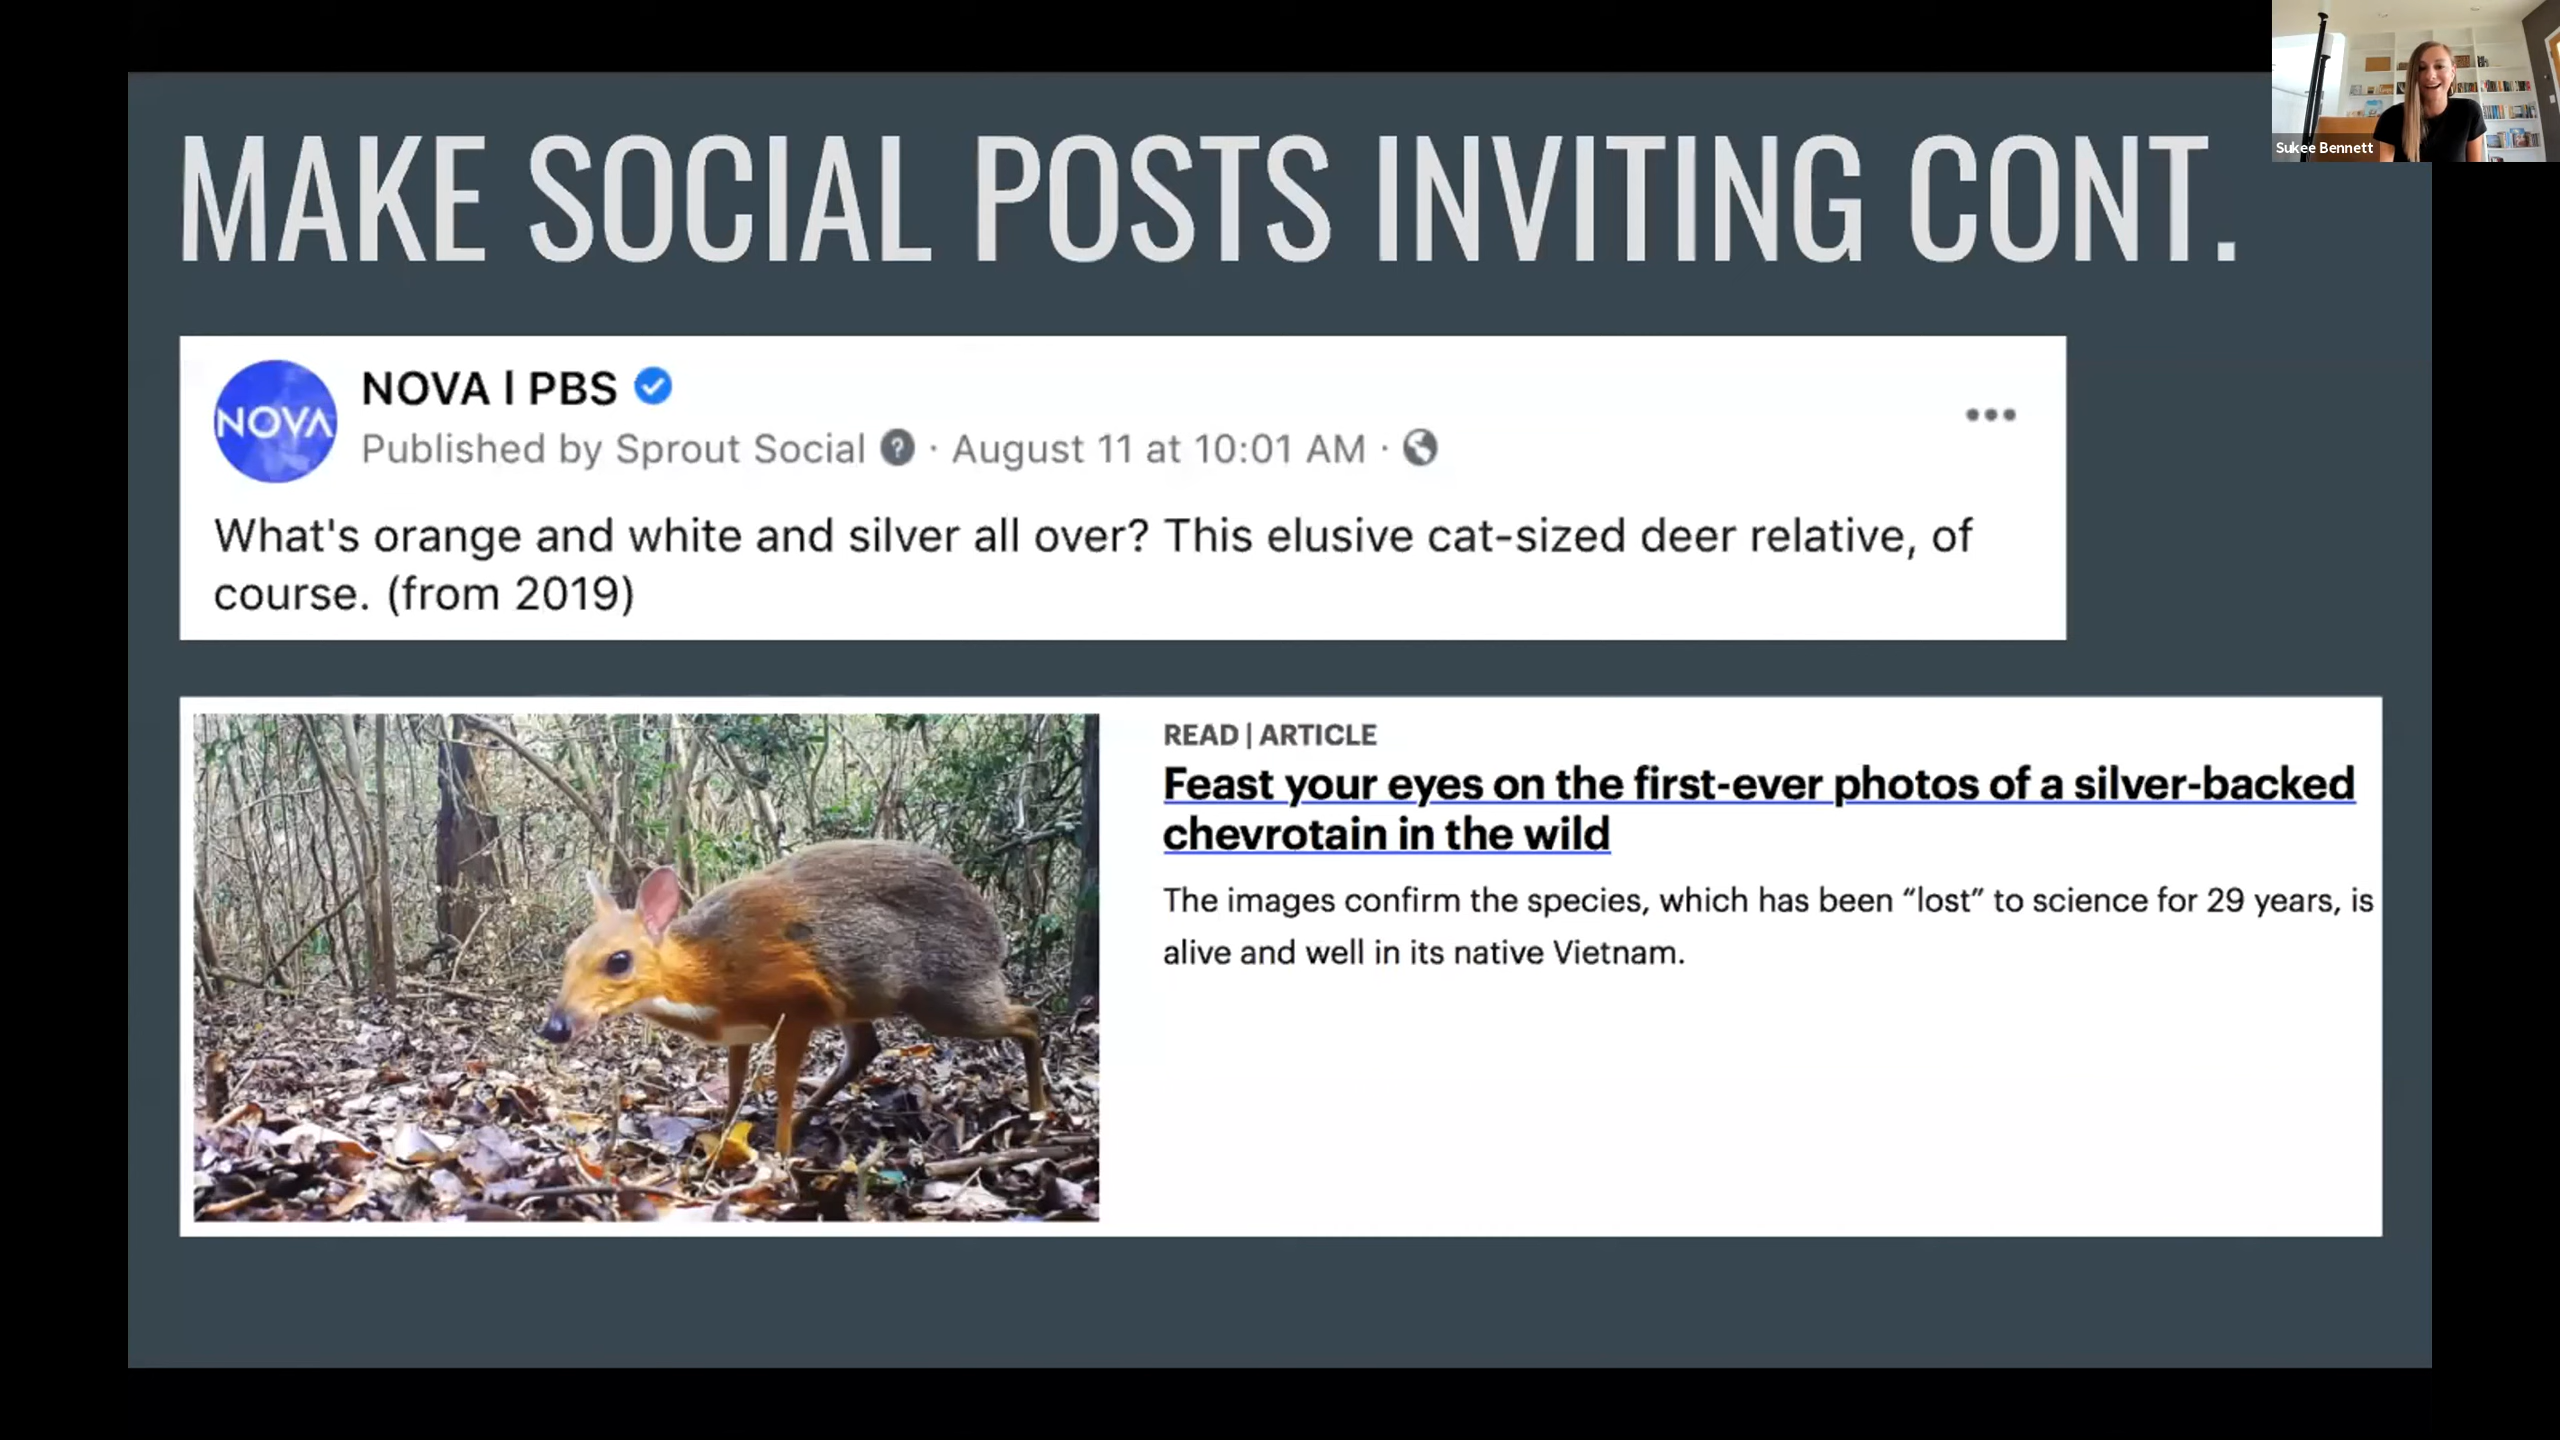 MAKE SOCIAL POSTS INVITING CONT.
Sukee Bennett
NOVA
NOVA | PBS
Published by Sprout Social ? · August 11 at 10:01 AM ·
What's orange and white and silver all over? This elusive cat-sized deer relative, of
course. (from 2019)
READ | ARTICLE
Feast your eyes on the first-ever photos of a silver-backed
chevrotain in the wild
The images confirm the species, which has been “lost” to science for 29 years, is
alive and well in its native Vietnam.